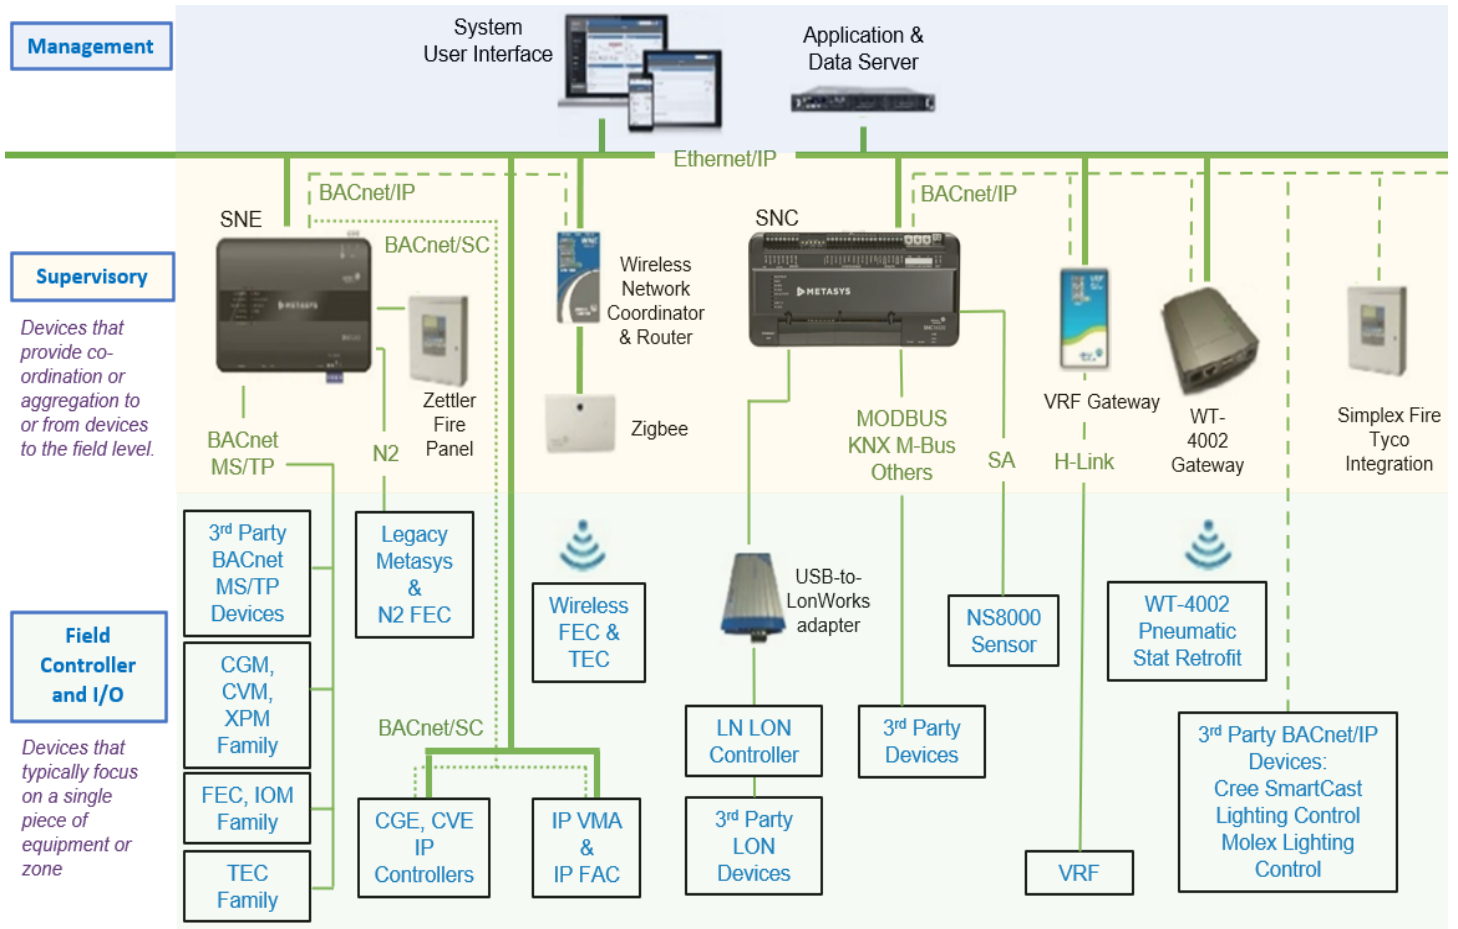 Management
System
User Interface
Application &
Data Server
Ethernet/IP
Supervisory
Devices that
provide co-
ordination or
aggregation to
or from devices
to the field level.
BACnet/IP
SNE
BACnet/SC
METASYS
Zettler
Fire
Panel
BACnet
MS/TP
N2
Wireless
Network
Coordinator
& Router
Zigbee
SNC
BACnet/IP
METASYS
MODBUS
KNX M-Bus
Others
SA
VRF Gateway
H-Link
WT-
4002
Gateway
Simplex Fire
Tyco
Integration
Field
Controller
and I/O
Devices that
typically focus
on a single
piece of
equipment or
zone
3rd Party
BACnet
MS/TP
Devices
CGM,
CVM,
XPM
Family
FEC, IOM
Family
TEC
Family
Legacy
Metasys
&
N2 FEC
BACnet/SC
CGE, CVE
IP
Controllers
Wireless
FEC &
TEC
IP VMA
&
IP FAC
USB-to-
LonWorks
adapter
LN LON
Controller
3rd Party
LON
Devices
3rd Party
Devices
NS8000
Sensor
VRF
WT-4002
Pneumatic
Stat Retrofit
3rd Party BACnet/IP
Devices:
Cree SmartCast
Lighting Control
Molex Lighting
Control